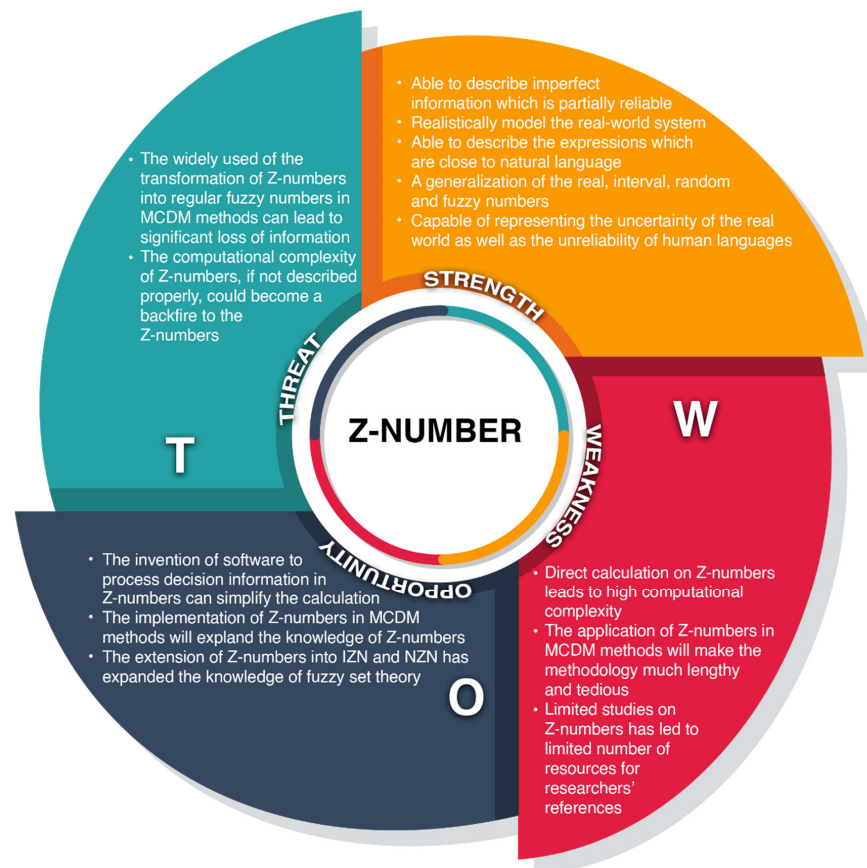 • Able to describe imperfect
information which is partially reliable
• Realistically model the real-world system
• Able to describe the expressions which
are close to natural language
• A generalization of the real, interval, random
and fuzzy numbers
• Capable of representing the uncertainty of the real
world as well as the unreliability of human languages
STRENGTH
W
WEAKNESS
• Direct calculation on Z-numbers
leads to high computational
complexity
• The application of Z-numbers in
MCDM methods will make the
methodology much lengthy
and tedious
• Limited studies on
Z-numbers has led to
limited number of
resources for
researchers'
references
OPPORTUNITY
• The invention of software to
process decision information in
Z-numbers can simplify the calculation
• The implementation of Z-numbers in MCDM
methods will expland the knowledge of Z-numbers
• The extension of Z-numbers into IZN and NZN has
expanded the knowledge of fuzzy set theory
O
THREAT
• The widely used of the
transformation of Z-numbers
into regular fuzzy numbers in
MCDM methods can lead to
significant loss of information
• The computational complexity
of Z-numbers, if not described
properly, could become a
backfire to the
Z-numbers
T
Z-NUMBER